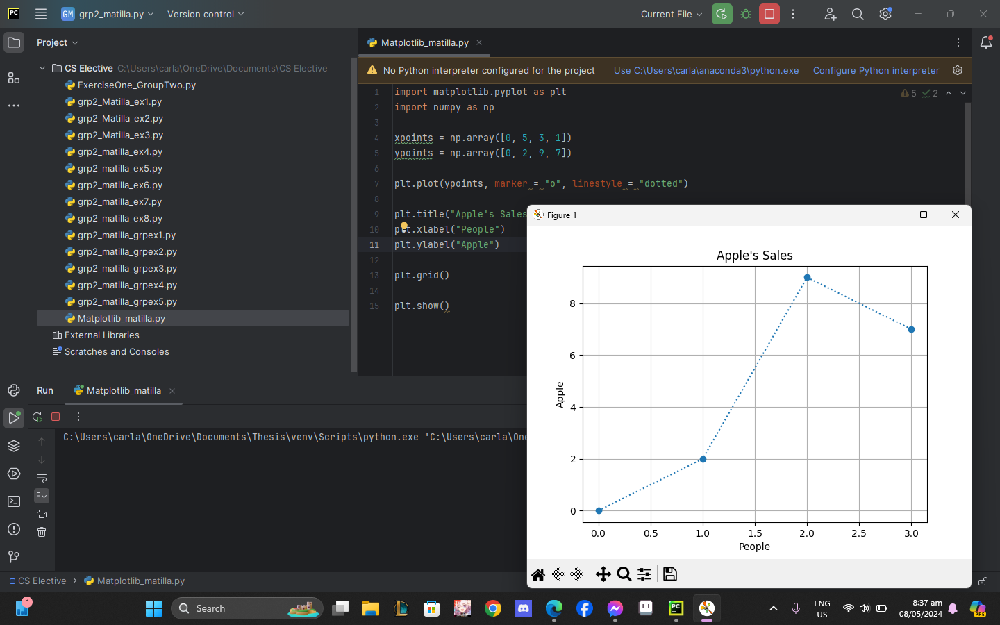 PC
GM grp2_matilla.py
Version control
Current File
Project
CS Elective C:\Users\carla\OneDrive\Documents\CS Elective
ExerciseOne_GroupTwo.py
grp2_Matilla_ex1.py
grp2_Matilla_ex2.py
grp2_Matilla_ex3.py
grp2_matilla_ex4.py
grp2_matilla_ex5.py
grp2_matilla_ex6.py
grp2_matilla_ex7.py
grp2_matilla_ex8.py
grp2_matilla_grpex1.py
grp2_matilla_grpex2.py
grp2_matilla_grpex3.py
grp2_matilla_grpex4.py
grp2_matilla_grpex5.py
Matplotlib_matilla.py
External Libraries
Scratches and Consoles
Matplotlib_matilla.py
No Python interpreter configured for the project Use C:\Users\carla\anaconda3\python.exe Configure Python interpreter
5 2
1 import matplotlib.pyplot as plt
2 import numpy as np
3
4 xpoints = np.array([0, 5, 3, 1])
5 ypoints = np.array([0, 2, 9, 7])
6
7 plt.plot(ypoints, marker = "o", linestyle = "dotted")
8
9 plt.title("Apple's Sales
10 plt.xlabel("People")
11 plt.ylabel("Apple")
12
13 plt.grid()
14
15 plt.show()
Figure 1
Apple's Sales
8
6
4
2
0
Apple
0.0 0.5 1.0 1.5 2.0 2.5 3.0
People
Run Matplotlib_matilla
C:\Users\carla\OneDrive\Documents\Thesis\venv\Scripts\python.exe "C:\Users\carla\One
CS Elective > Matplotlib_matilla.py
1
Search
PC
ENG
US
8:37 am
08/05/2024
PRE